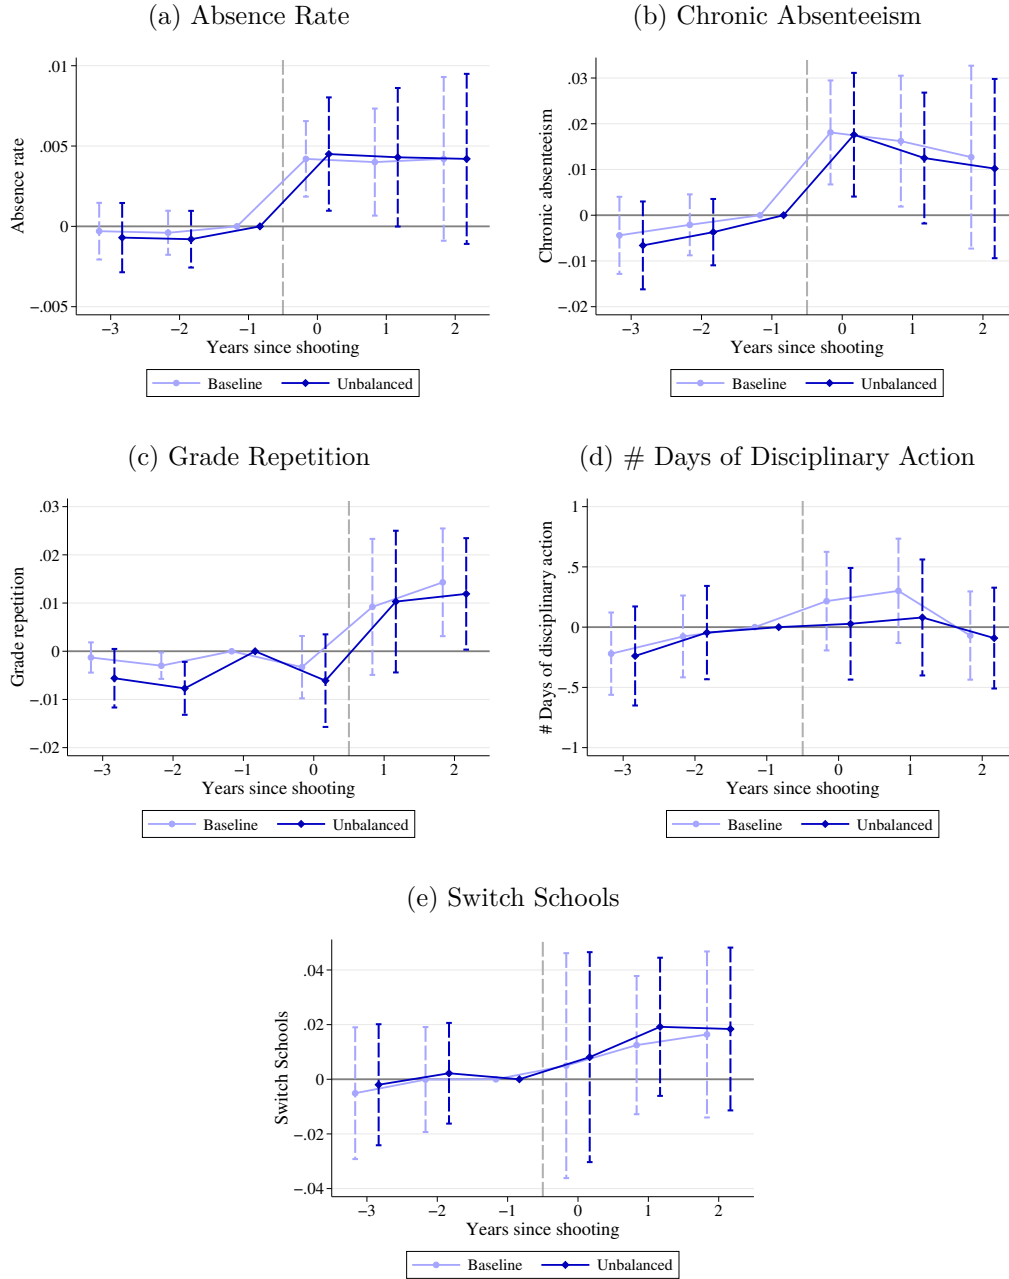 (a) Absence Rate
.01
.005
0
−.005
Absence rate
−3 −2 −1 0 1 2
Years since shooting
Baseline Unbalanced
(b) Chronic Absenteeism
.03
.02
.01
0
−.01
−.02
Chronic absenteeism
−3 −2 −1 0 1 2
Years since shooting
Baseline Unbalanced
(c) Grade Repetition
.03
.02
.01
0
−.01
−.02
Grade repetition
−3 −2 −1 0 1 2
Years since shooting
Baseline Unbalanced
(d) # Days of Disciplinary Action
1
.5
0
−.5
−1
# Days of disciplinary action
−3 −2 −1 0 1 2
Years since shooting
Baseline Unbalanced
(e) Switch Schools
.04
.02
0
−.02
−.04
Switch Schools
−3 −2 −1 0 1 2
Years since shooting
Baseline Unbalanced